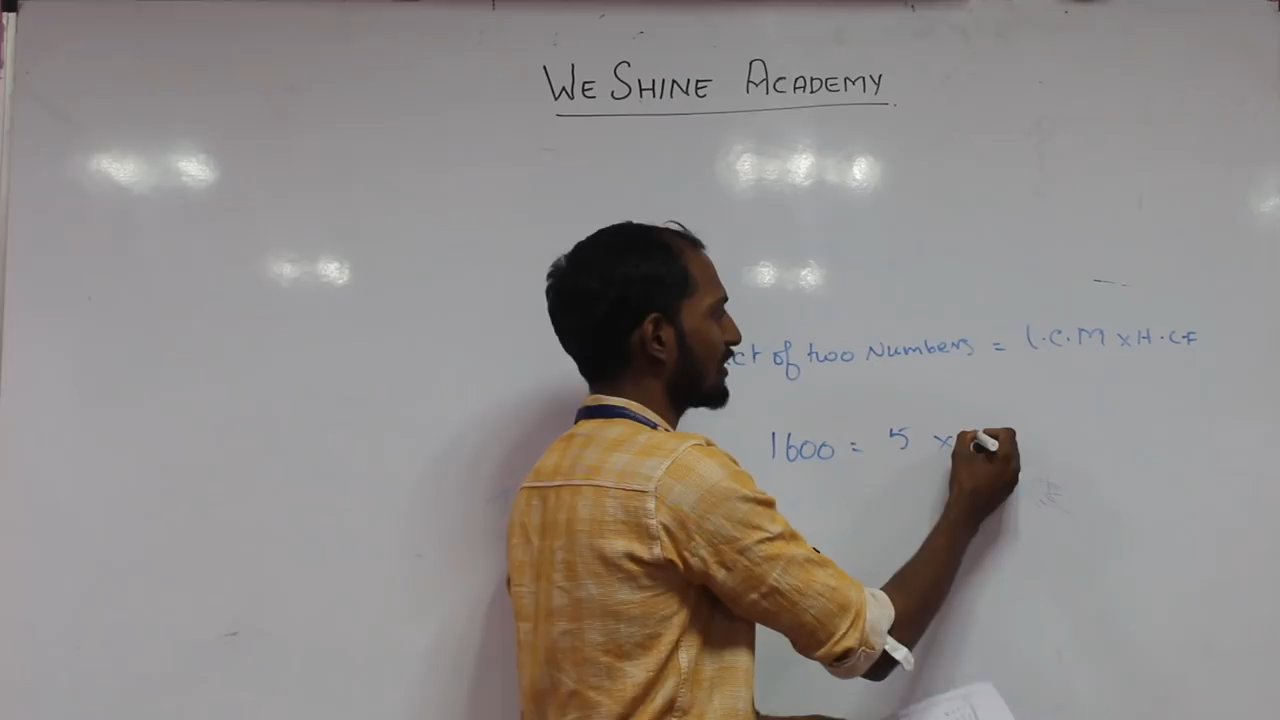 WE SHINE ACADEMY
ct of two Numbers = L.C.M x H.C.F
1600 = 5 x